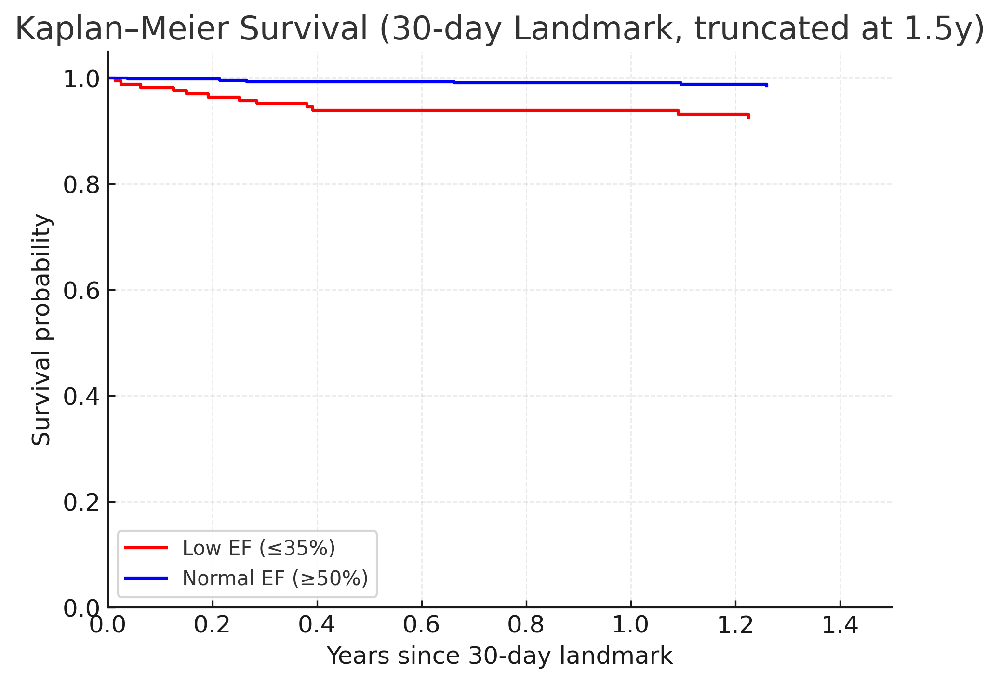 Kaplan–Meier Survival (30-day Landmark, truncated at 1.5y)
Survival probability
1.0
0.8
0.6
0.4
0.2
0.0
Low EF (≤35%)
Normal EF (≥50%)
0.0 0.2 0.4 0.6 0.8 1.0 1.2 1.4
Years since 30-day landmark